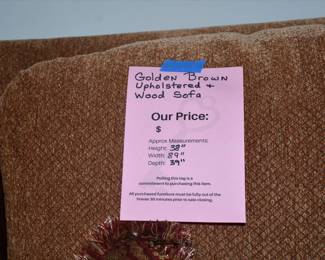 Golden Brown
Upholstered +
Wood Sofa
Our Price:
$
Approx Measurements:
Height: 38"
Width: 89"
Depth: 39"
Pulling this tag is a
commitment to purchasing this item.
All purchased furniture must be fully out of the
house 30 minutes prior to sale closing.